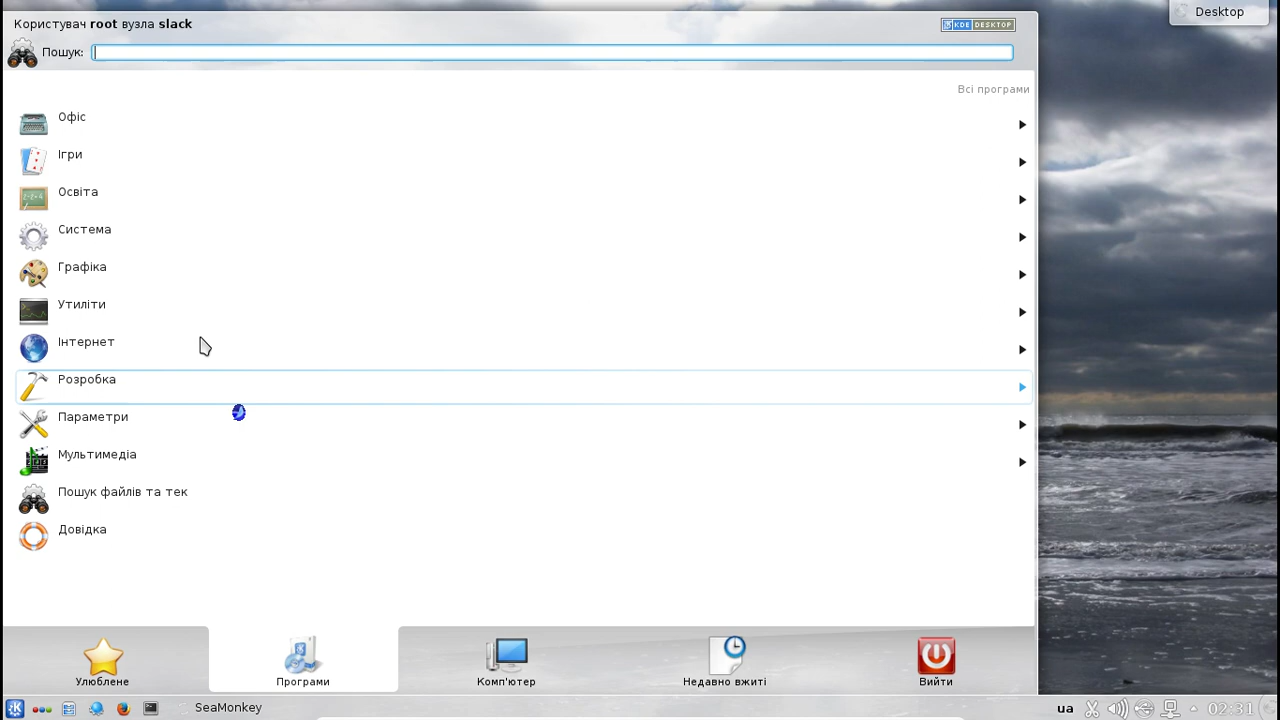 Desktop
Користувач root вузла slack
KDE DESKTOP
Пошук:
Всі програми
Офіс
Ігри
Освіта
Система
Графіка
Утиліти
Інтернет
Розробка
Параметри
Мультимедіа
Пошук файлів та тек
Довідка
Улюблене
Програми
Комп'ютер
Недавно вжиті
Вийти
SeaMonkey
ua
02:31